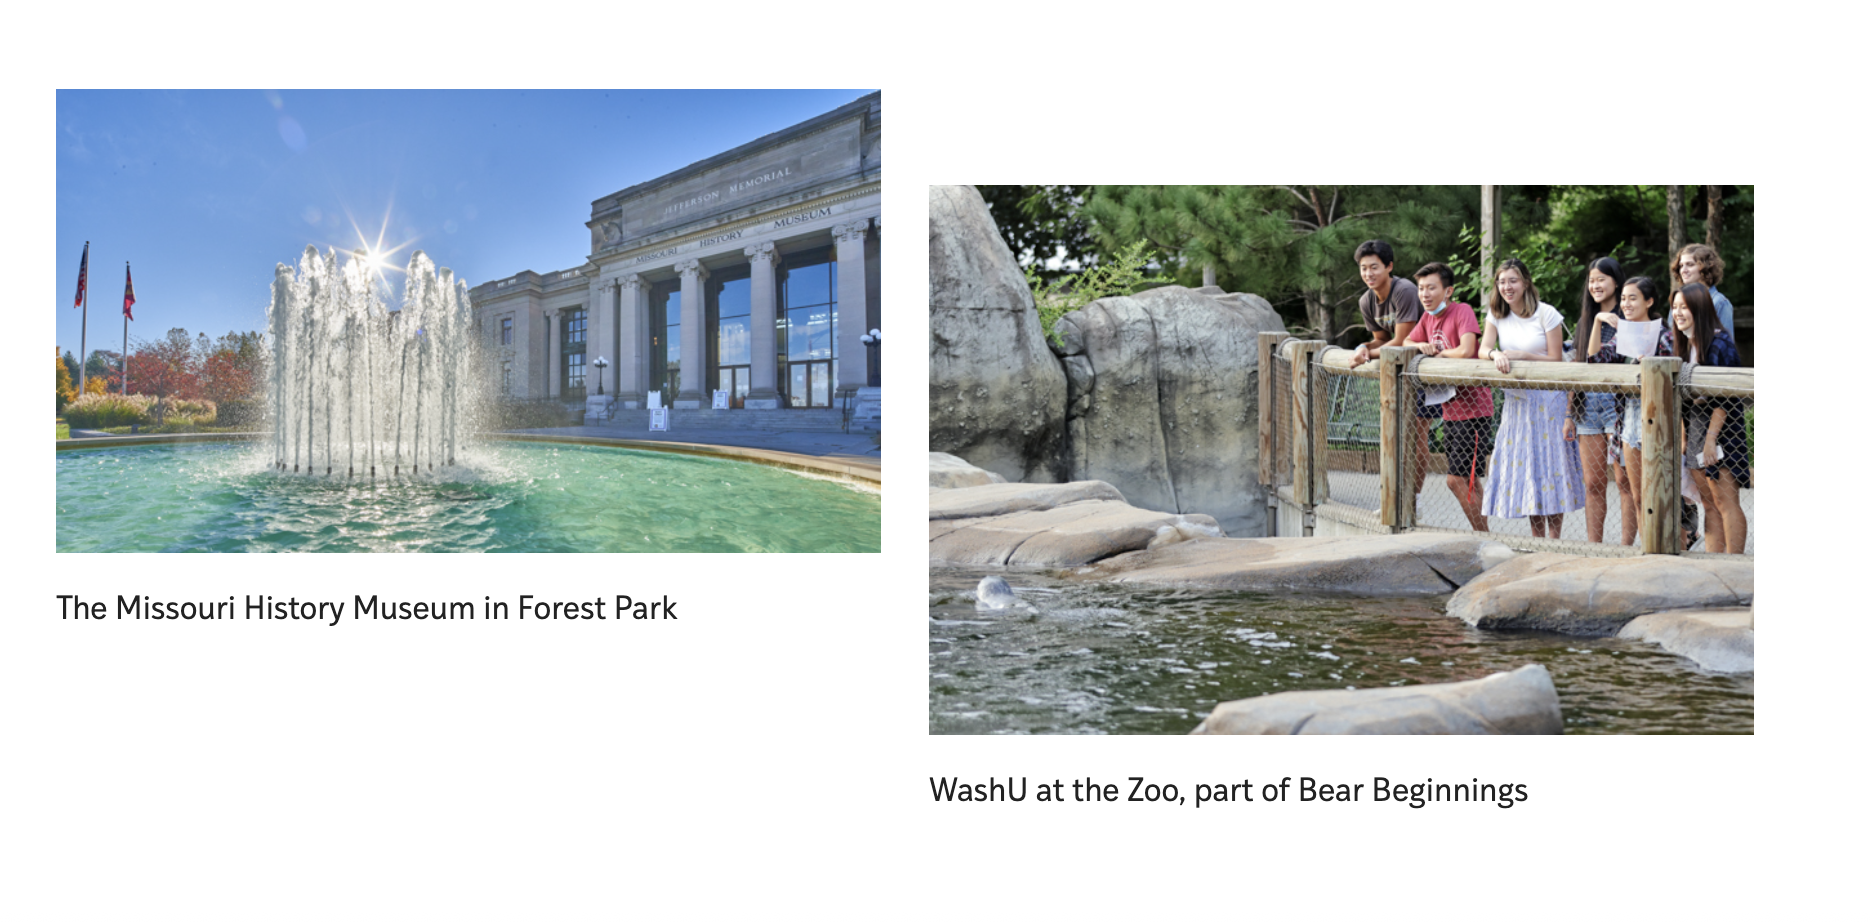 JEFFERSON MEMORIAL
MISSOURI HISTORY MUSEUM
The Missouri History Museum in Forest Park
WashU at the Zoo, part of Bear Beginnings